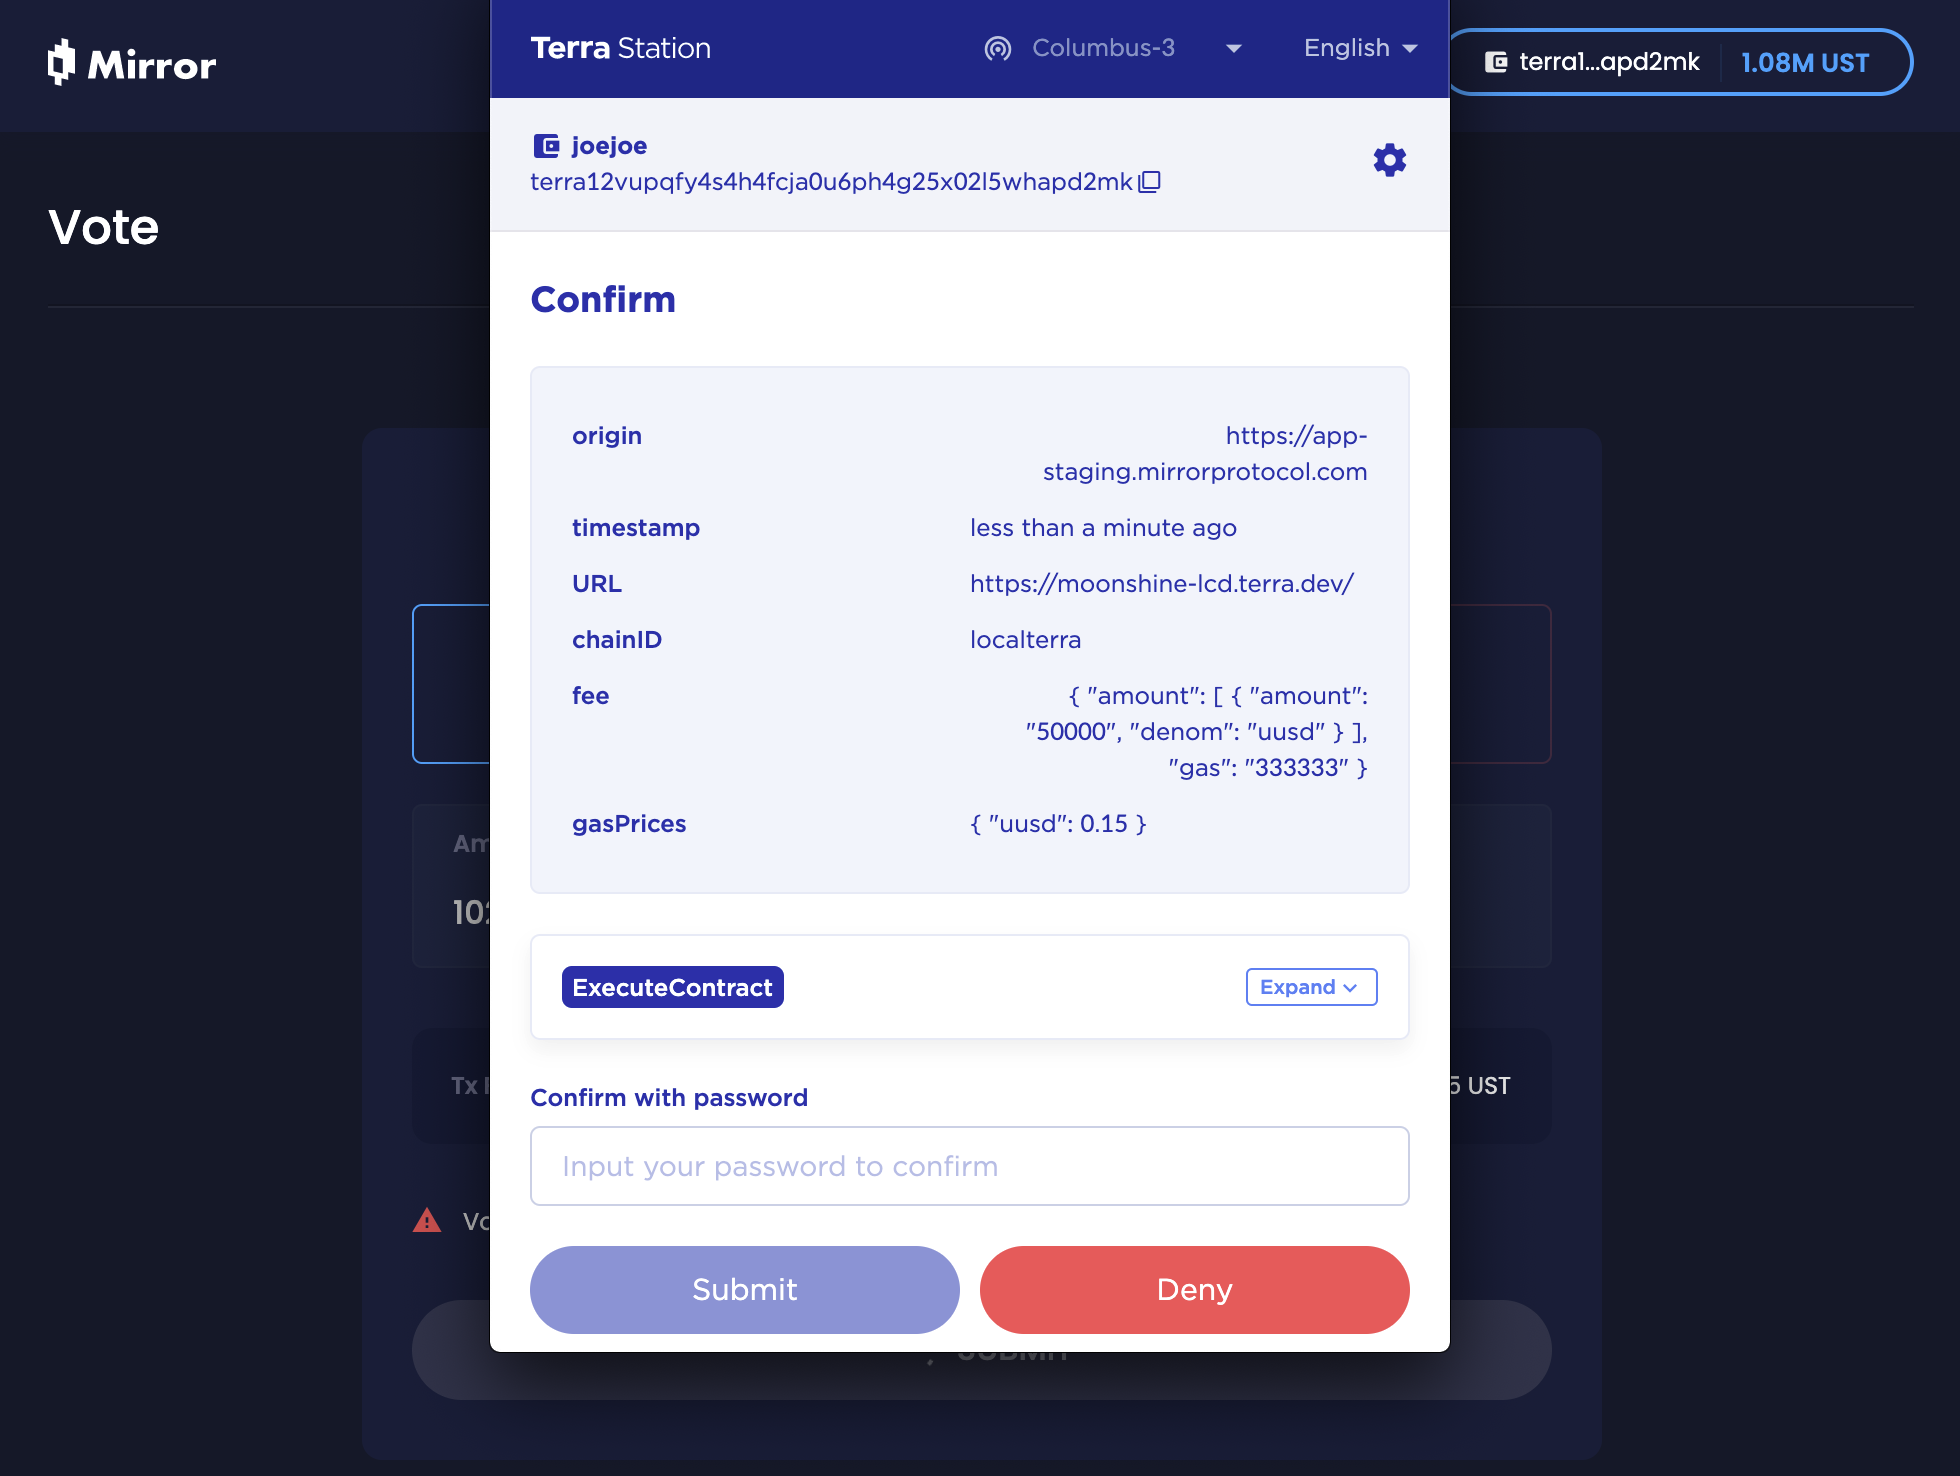 Mirror
Terra Station
Columbus-3
English
terra1...apd2mk
1.08M UST
joejoe
terra12vupqfy4s4h4fcja0u6ph4g25x02l5whapd2mk
Vote
Confirm
origin
https://app-
staging.mirrorprotocol.com
timestamp
less than a minute ago
URL
https://moonshine-lcd.terra.dev/
chainID
localterra
fee
{ "amount": [ { "amount":
"50000", "denom": "uusd" } ],
"gas": "333333" }
gasPrices
{ "uusd": 0.15 }
ExecuteContract
Expand
Tx
5 UST
Confirm with password
Input your password to confirm
Submit
Deny
SUBMIT